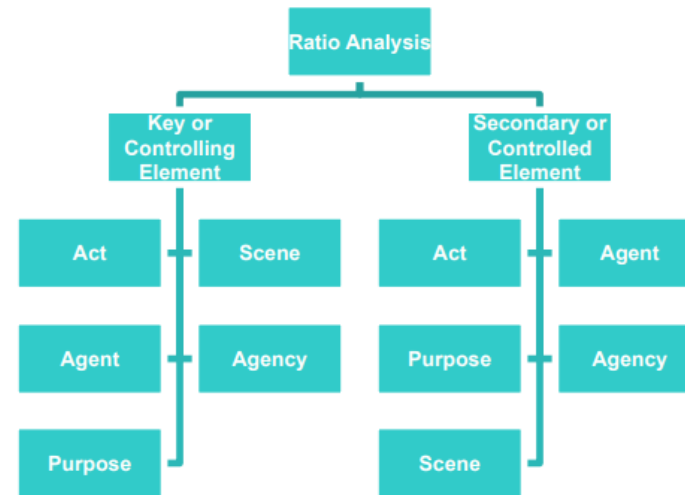 Ratio Analysis
Key or
Controlling
Element
Secondary or
Controlled
Element
Act
Scene
Agent
Agency
Purpose
Act
Agent
Purpose
Agency
Scene